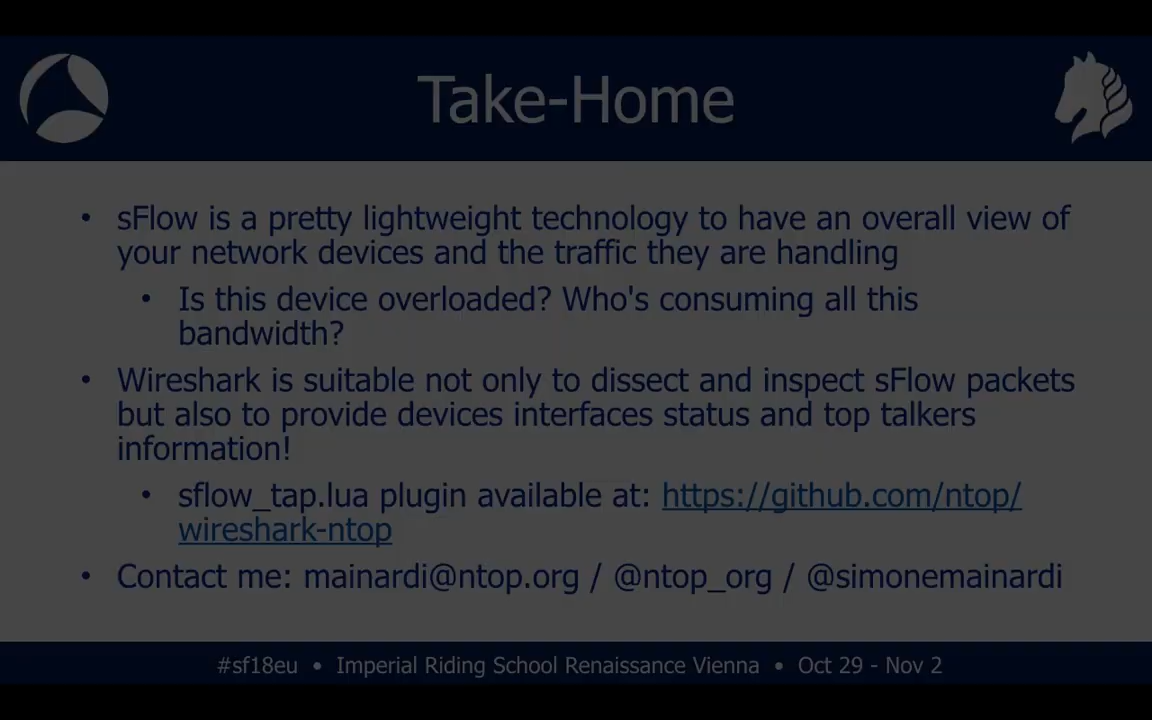 Take-Home
• sFlow is a pretty lightweight technology to have an overall view of
your network devices and the traffic they are handling
• Is this device overloaded? Who's consuming all this
bandwidth?
• Wireshark is suitable not only to dissect and inspect sFlow packets
but also to provide devices interfaces status and top talkers
information!
• sflow_tap.lua plugin available at: https://github.com/ntop/
wireshark-ntop
• Contact me: mainardi@ntop.org / @ntop_org / @simonemainardi
#sf18eu • Imperial Riding School Renaissance Vienna • Oct 29 - Nov 2